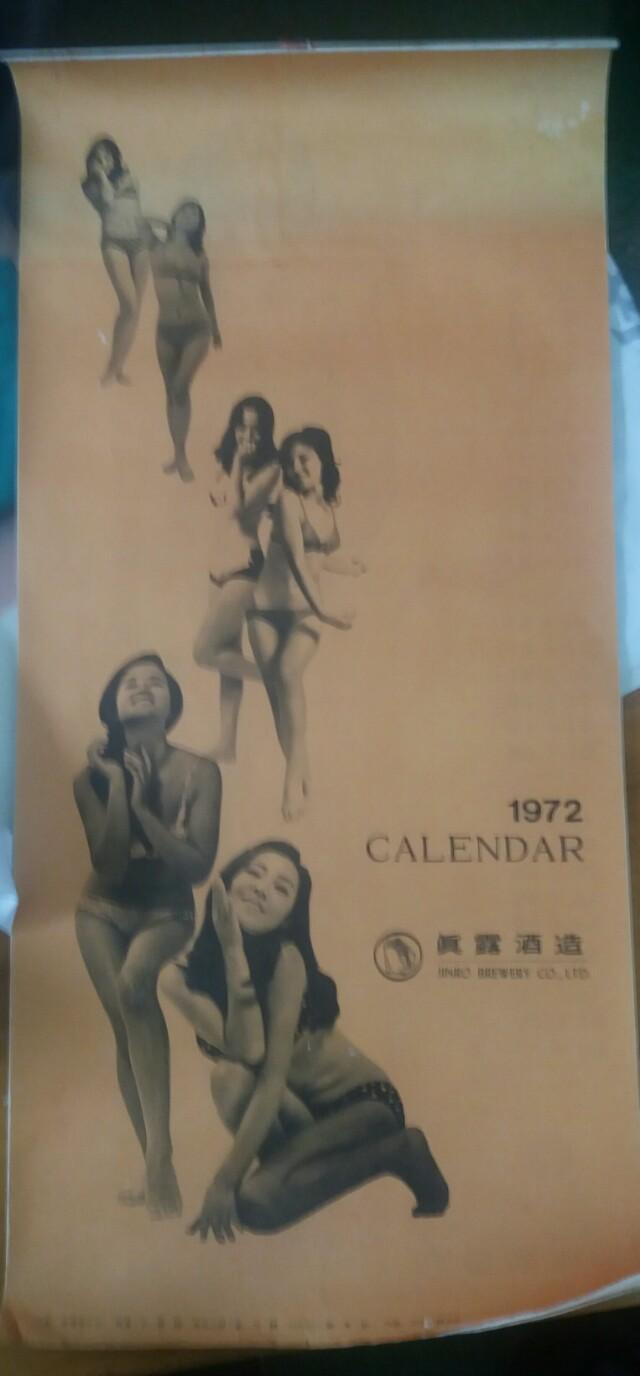 1972
CALENDAR
眞露酒造
JINRO BREWERY CO., LTD.